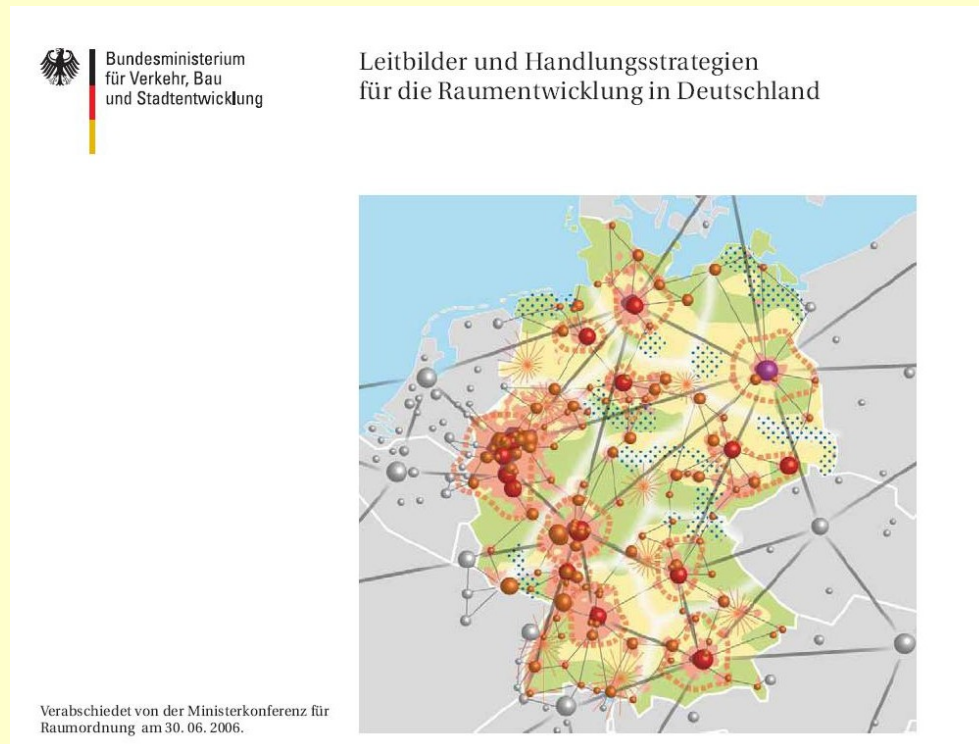 Bundesministerium
für Verkehr, Bau
und Stadtentwicklung
Leitbilder und Handlungsstrategien
für die Raumentwicklung in Deutschland
Verabschiedet von der Ministerkonferenz für
Raumordnung am 30. 06. 2006.